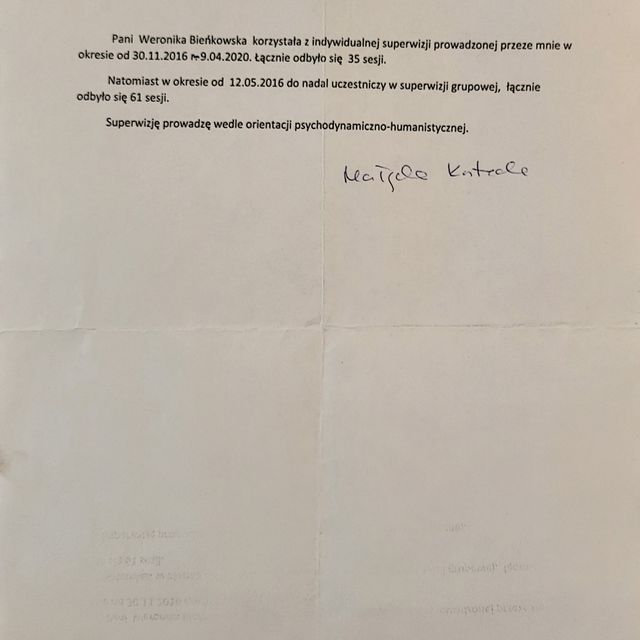 Pani Weronika Bieńkowska korzystała z indywidualnej superwizji prowadzonej przeze mnie w
okresie od 30.11.2016 r-9.04.2020. Łącznie odbyło się 35 sesji.
Natomiast w okresie od 12.05.2016 do nadal uczestniczy w superwizji grupowej, łącznie
odbyło się 61 sesji.
Superwizję prowadzę wedle orientacji psychodynamiczno-humanistycznej.